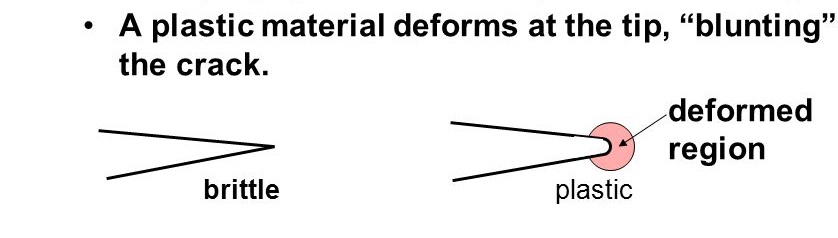 • A plastic material deforms at the tip, “blunting”
the crack.
deformed
region
brittle
plastic